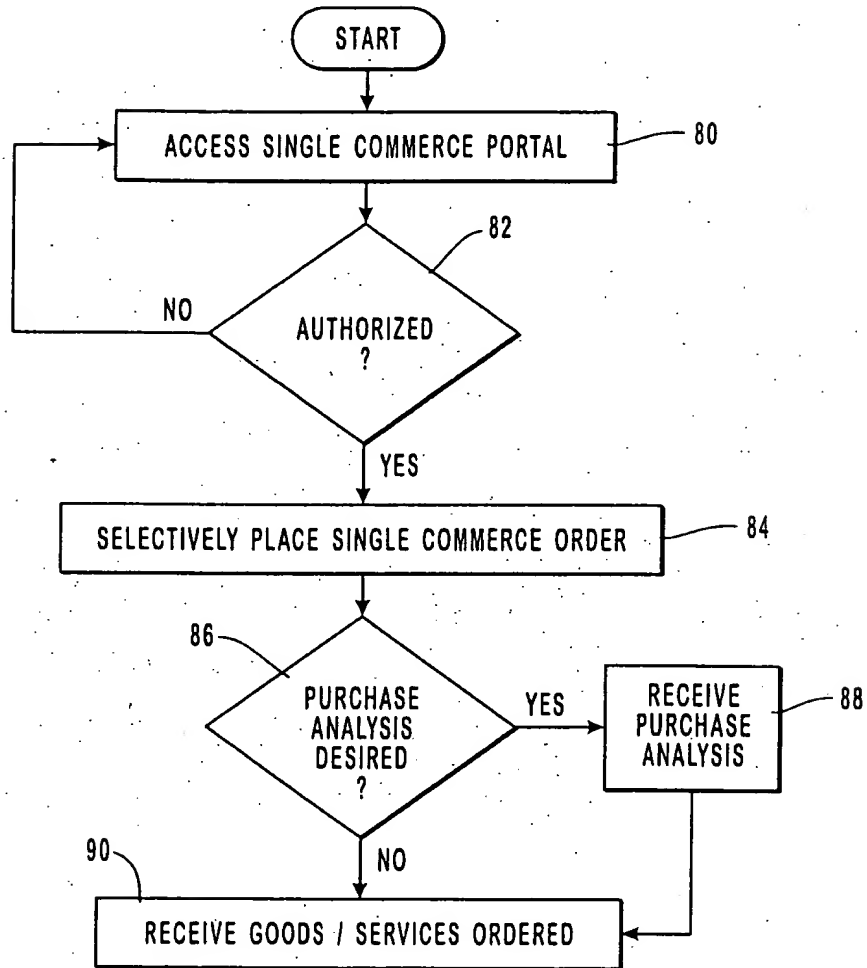 START
ACCESS SINGLE COMMERCE PORTAL
80
82
NO
AUTHORIZED
?
YES
SELECTIVELY PLACE SINGLE COMMERCE ORDER
84
86
PURCHASE
ANALYSIS
DESIRED
?
YES
RECEIVE
PURCHASE
ANALYSIS
88
NO
90
RECEIVE GOODS / SERVICES ORDERED